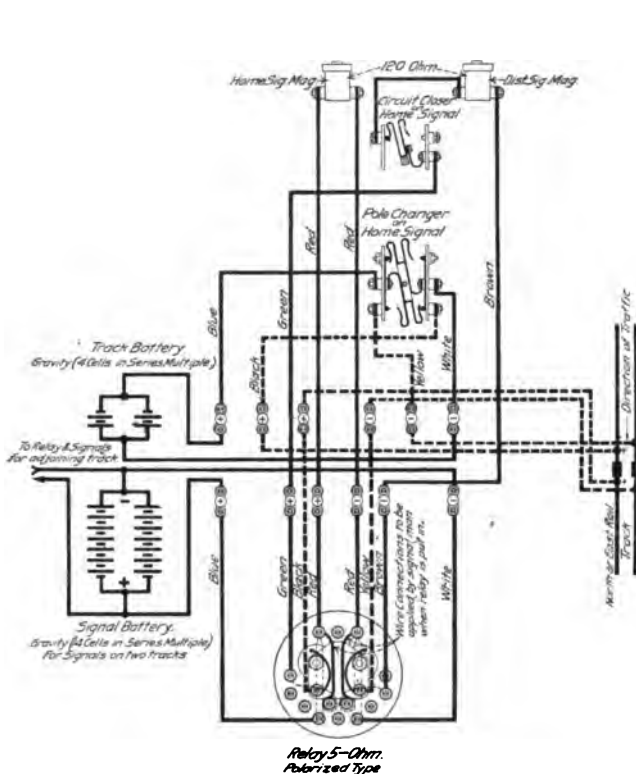 120 Ohm
Home Sig Mag
Dist Sig Mag
Circuit Closer
on
Home Signal
Pole Changer
on
Home Signal
Red
Red
Green
Blue
Black
Yellow
White
Brown
Direction of Traffic
Track Battery
Gravity (4 Cells in Series Multiple)
To Relay & Signals
for adjoining track
Norm or East Rail
Track
Blue
Green
Black
Red
Red
Yellow
Brown
Wire Connections to be
applied by signal man
when relay is put in.
White
Signal Battery.
Gravity (14 Cells in Series Multiple)
For Signals on two tracks
Relay 5-Ohm.
Polarized Type